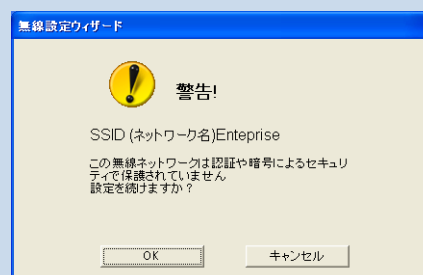 無線設定ウィザード
警告!
SSID (ネットワーク名)Enteprise
この無線ネットワークは認証や暗号によるセキュリ
ティで保護されていません
設定を続けますか？
OK
キャンセル